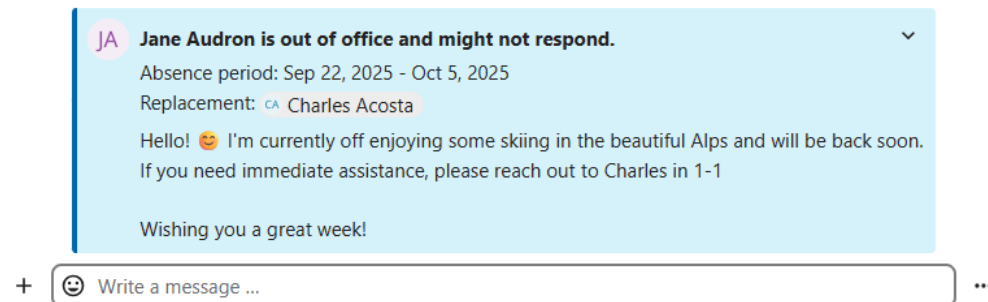 JA Jane Audron is out of office and might not respond.
Absence period: Sep 22, 2025 - Oct 5, 2025
Replacement: CA Charles Acosta
Hello! 😊 I'm currently off enjoying some skiing in the beautiful Alps and will be back soon.
If you need immediate assistance, please reach out to Charles in 1-1
Wishing you a great week!
Write a message ...